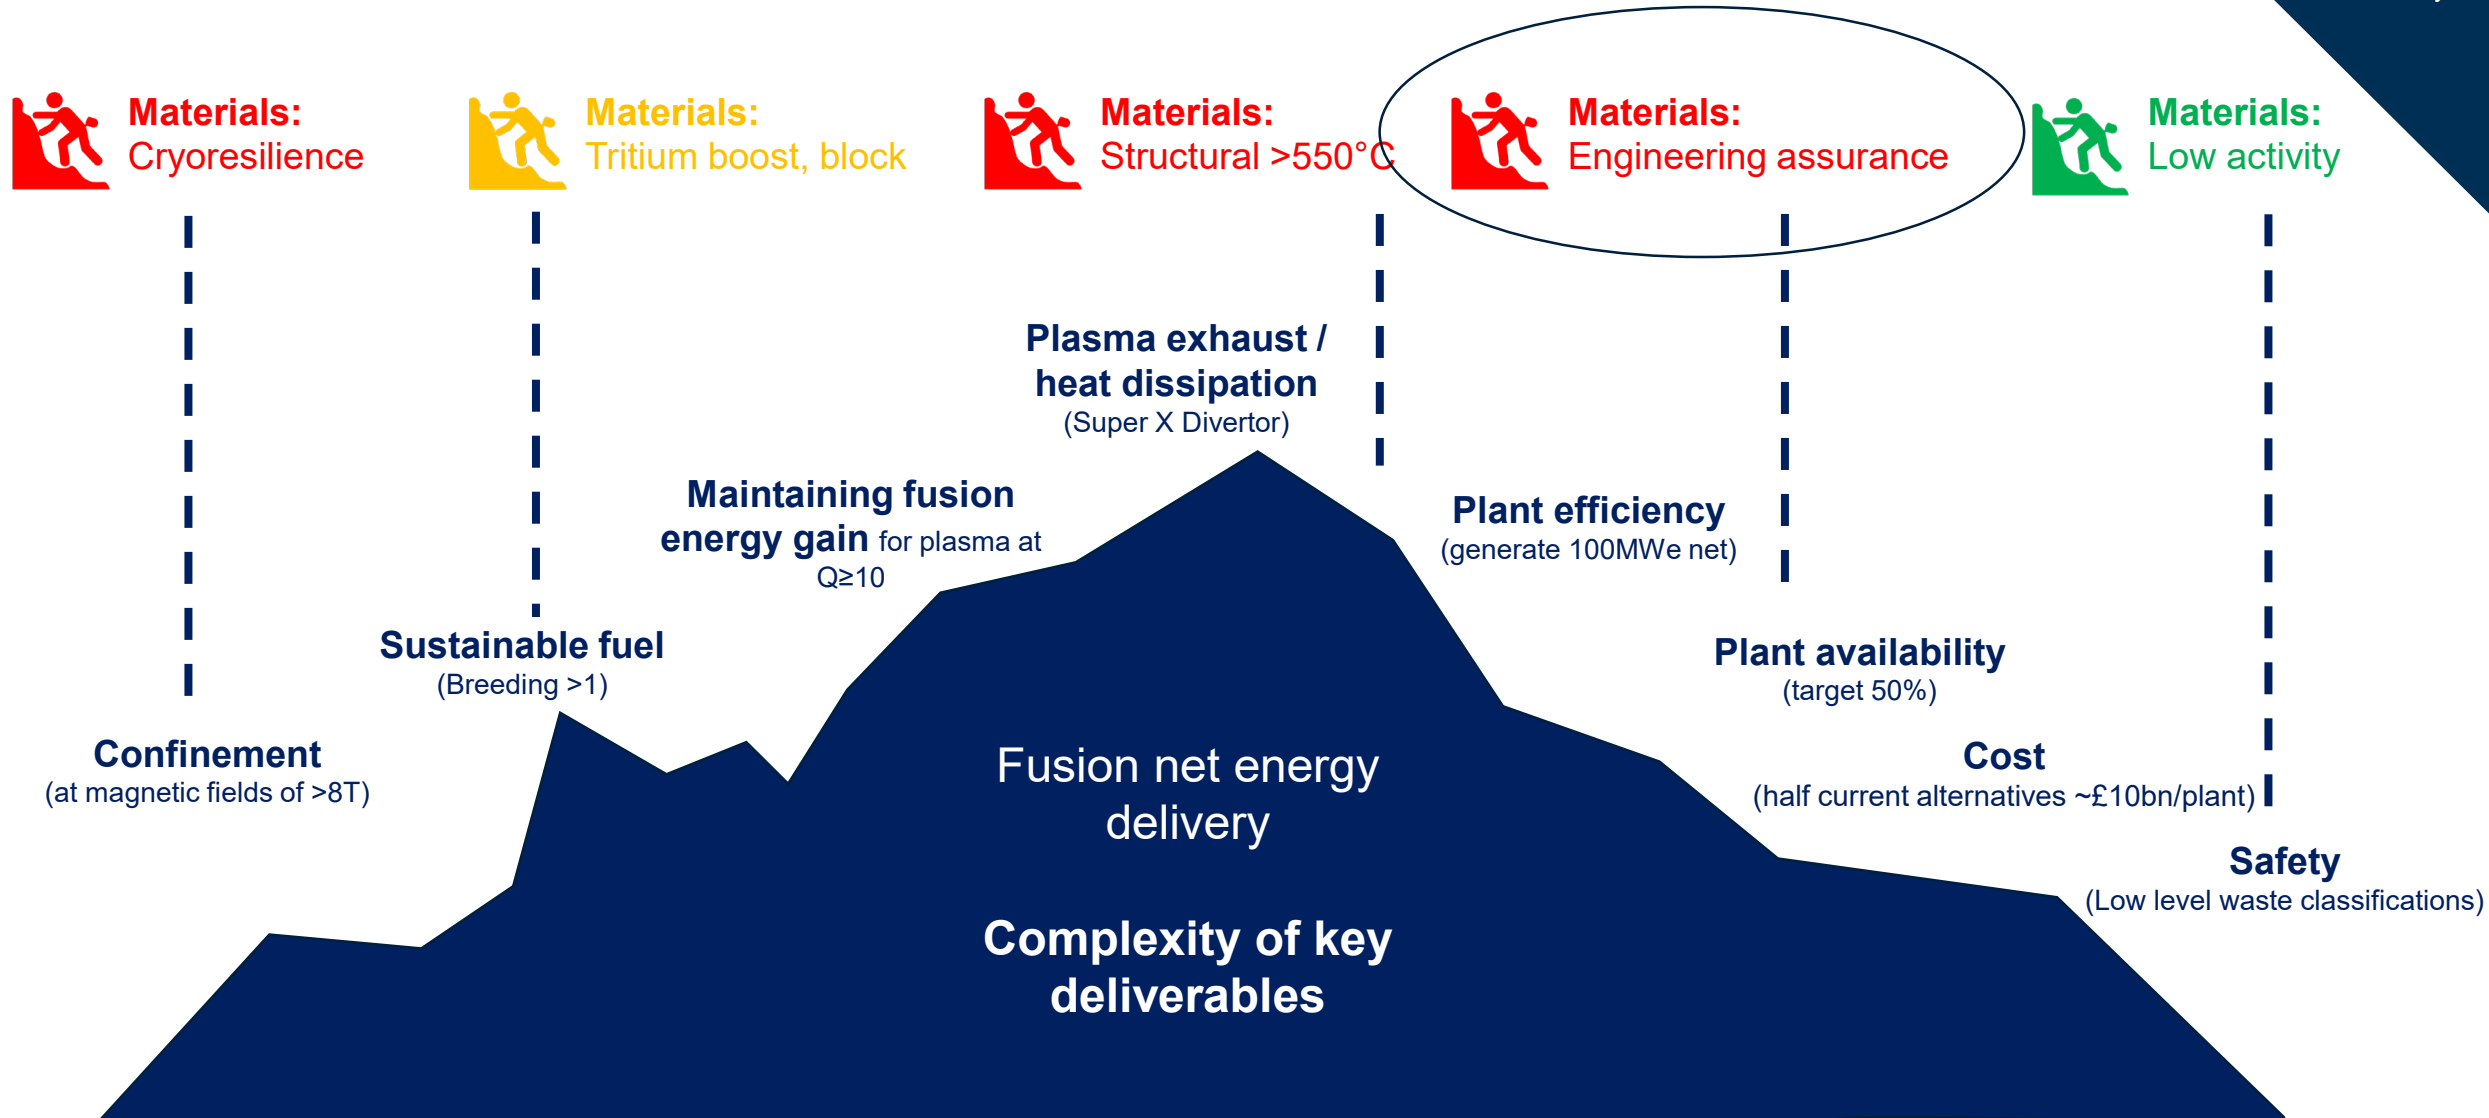 Materials:
Cryoresilience
Materials:
Tritium boost, block
Materials:
Structural >550°C
Materials:
Engineering assurance
Materials:
Low activity
Plasma exhaust /
heat dissipation
(Super X Divertor)
Maintaining fusion
energy gain for plasma at
Q≥10
Plant efficiency
(generate 100MWe net)
Sustainable fuel
(Breeding >1)
Plant availability
(target 50%)
Confinement
(at magnetic fields of >8T)
Cost
(half current alternatives ~£10bn/plant)
Safety
(Low level waste classifications)
Fusion net energy
delivery
Complexity of key
deliverables